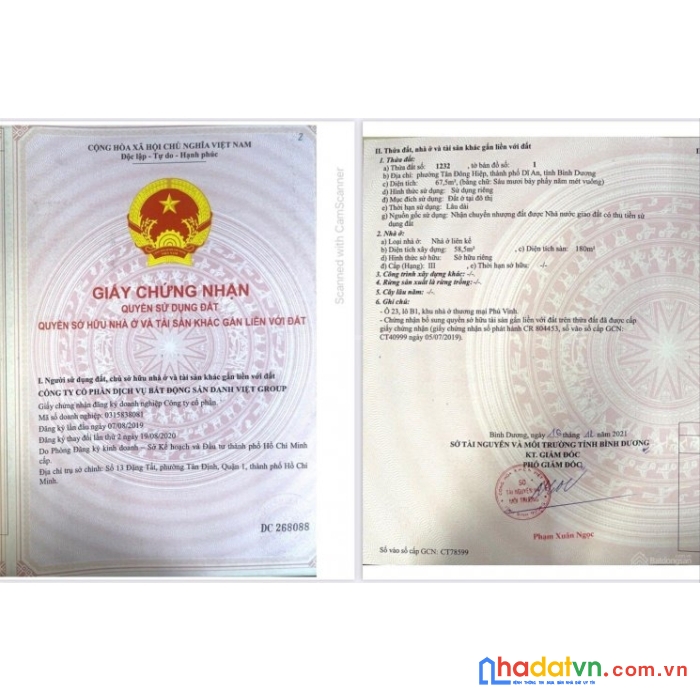 2
CỘNG HÒA XÃ HỘI CHỦ NGHĨA VIỆT NAM
Độc lập - Tự do - Hạnh phúc
GIẤY CHỨNG NHẬN
QUYỀN SỬ DỤNG ĐẤT
QUYỀN SỞ HỮU NHÀ Ở VÀ TÀI SẢN KHÁC GẮN LIỀN VỚI ĐẤT
I. Người sử dụng đất, chủ sở hữu nhà ở và tài sản khác gắn liền với đất
CÔNG TY CỔ PHẦN DỊCH VỤ BẤT ĐỘNG SẢN DANH VIỆT GROUP
Giấy chứng nhận đăng ký doanh nghiệp Công ty cổ phần.
Mã số doanh nghiệp: 0315838081
Đăng ký lần đầu ngày 07/08/2019
Đăng ký thay đổi lần thứ 2 ngày 19/08/2020
Do Phòng Đăng ký kinh doanh – Sở Kế hoạch và Đầu tư thành phố Hồ Chí Minh
cấp.
Địa chỉ trụ sở chính: Số 13 Đặng Tất, phường Tân Định, Quận 1, thành phố Hồ Chí
Minh.
DC 268088
Scanned with CamScanner
II. Thửa đất, nhà ở và tài sản khác gắn liền với đất
1. Thửa đất:
a) Thửa đất số: 1232, tờ bản đồ số: 1
b) Địa chỉ: phường Tân Đông Hiệp, thành phố Dĩ An, tỉnh Bình Dương
c) Diện tích: 67,5m², (bằng chữ: Sáu mươi bảy phẩy năm mét vuông)
d) Hình thức sử dụng: Sử dụng riêng
đ) Mục đích sử dụng: Đất ở tại đô thị
e) Thời hạn sử dụng: Lâu dài
g) Nguồn gốc sử dụng: Nhận chuyển nhượng đất được Nhà nước giao đất có thu tiền sử
dụng đất
2. Nhà ở:
a) Loại nhà ở: Nhà ở liên kế
b) Diện tích xây dựng: 58,5m², c) Diện tích sàn: 180m²
d) Hình thức sở hữu: Sở hữu riêng
đ) Cấp (Hạng): III , e) Thời hạn sở hữu: -/-
3. Công trình xây dựng khác: -/-
4. Rừng sản xuất là rừng trồng: -/-
5. Cây lâu năm: -/-
6. Ghi chú:
- Ô 23, lô B1, khu nhà ở thương mại Phú Vinh.
- Chứng nhận bổ sung quyền sở hữu tài sản gắn liền với đất trên thửa đất đã được cấp
giấy chứng nhận (giấy chứng nhận số phát hành CR 804453, số vào sổ cấp GCN:
CT40999 ngày 05/07/2019).
Bình Dương, ngày 10 tháng 12 năm 2021
SỞ TÀI NGUYÊN VÀ MÔI TRƯỜNG TỈNH BÌNH DƯƠNG
KT. GIÁM ĐỐC
PHÓ GIÁM ĐỐC
SỞ
TÀI NGUYÊN VÀ
MÔI TRƯỜNG
Phạm Xuân Ngọc
Số vào sổ cấp GCN: CT78599
nhadatvn.com.vn